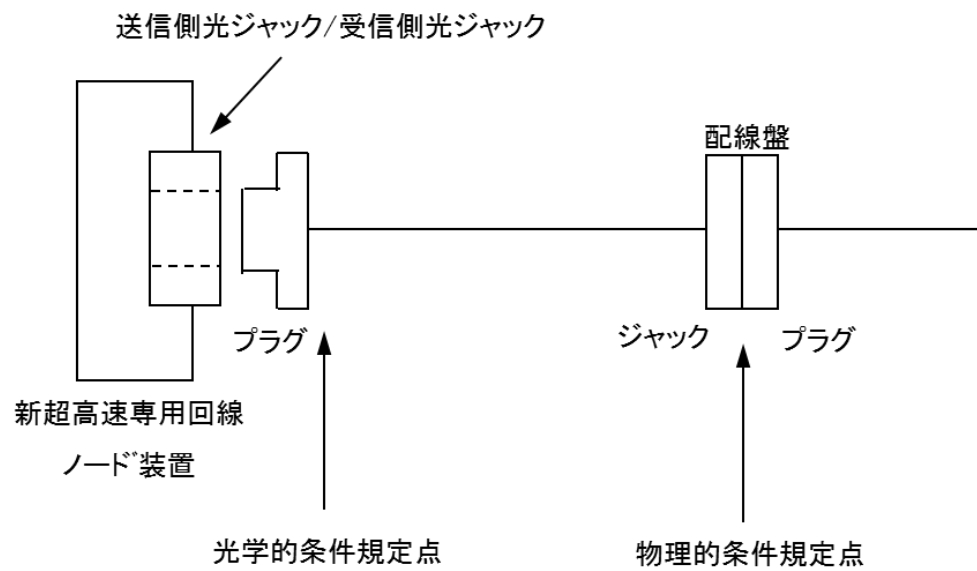 送信側光ジャック/受信側光ジャック
配線盤
プラグ
ジャック
プラグ
新超高速専用回線
ノード装置
光学的条件規定点
物理的条件規定点